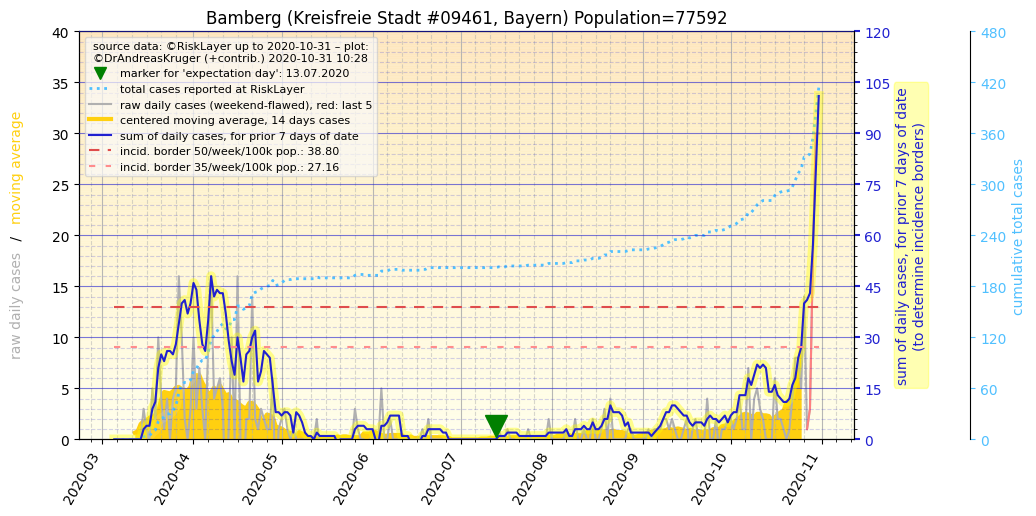 Bamberg (Kreisfreie Stadt #09461, Bayern) Population=77592
source data: ©RiskLayer up to 2020-10-31 – plot:
©DrAndreasKruger (+contrib.) 2020-10-31 10:28
marker for 'expectation day': 13.07.2020
total cases reported at RiskLayer
raw daily cases (weekend-flawed), red: last 5
centered moving average, 14 days cases
sum of daily cases, for prior 7 days of date
incid. border 50/week/100k pop.: 38.80
incid. border 35/week/100k pop.: 27.16
raw daily cases / moving average
40
35
30
25
20
15
10
5
0
120
105
90
75
60
45
30
15
0
sum of daily cases, for prior 7 days of date
(to determine incidence borders)
480
420
360
300
240
180
120
60
0
cumulative total cases
2020-03
2020-04
2020-05
2020-06
2020-07
2020-08
2020-09
2020-10
2020-11